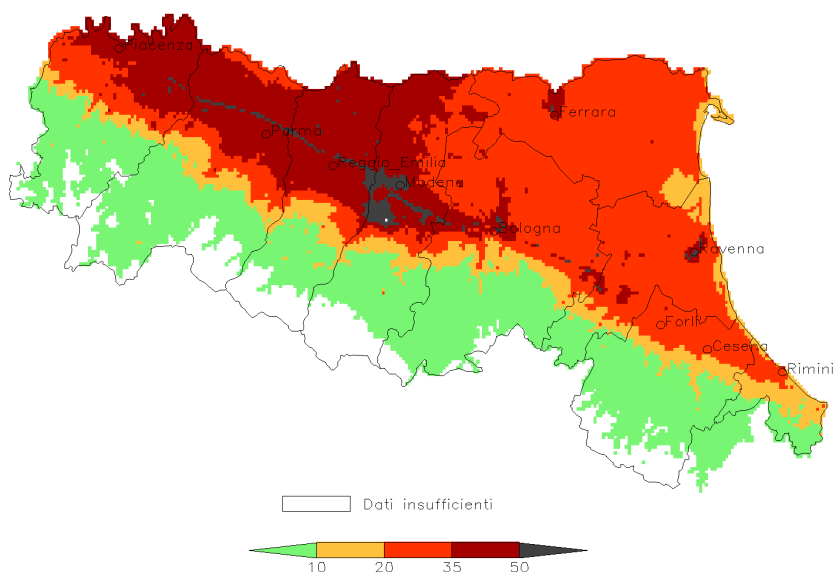 Piacenza
Ferrara
Parma
Reggio Emilia
Modena
Bologna
Ravenna
Forlì
Cesena
Rimini
Dati insufficienti
10 20 35 50